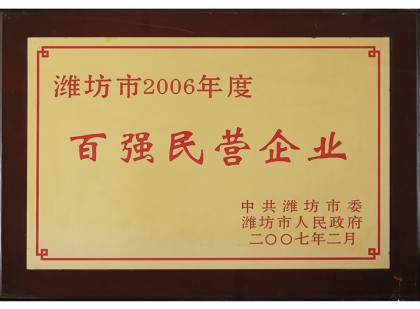 潍坊市2006年度
百强民营企业
中共潍坊市委
潍坊市人民政府
二〇〇七年二月